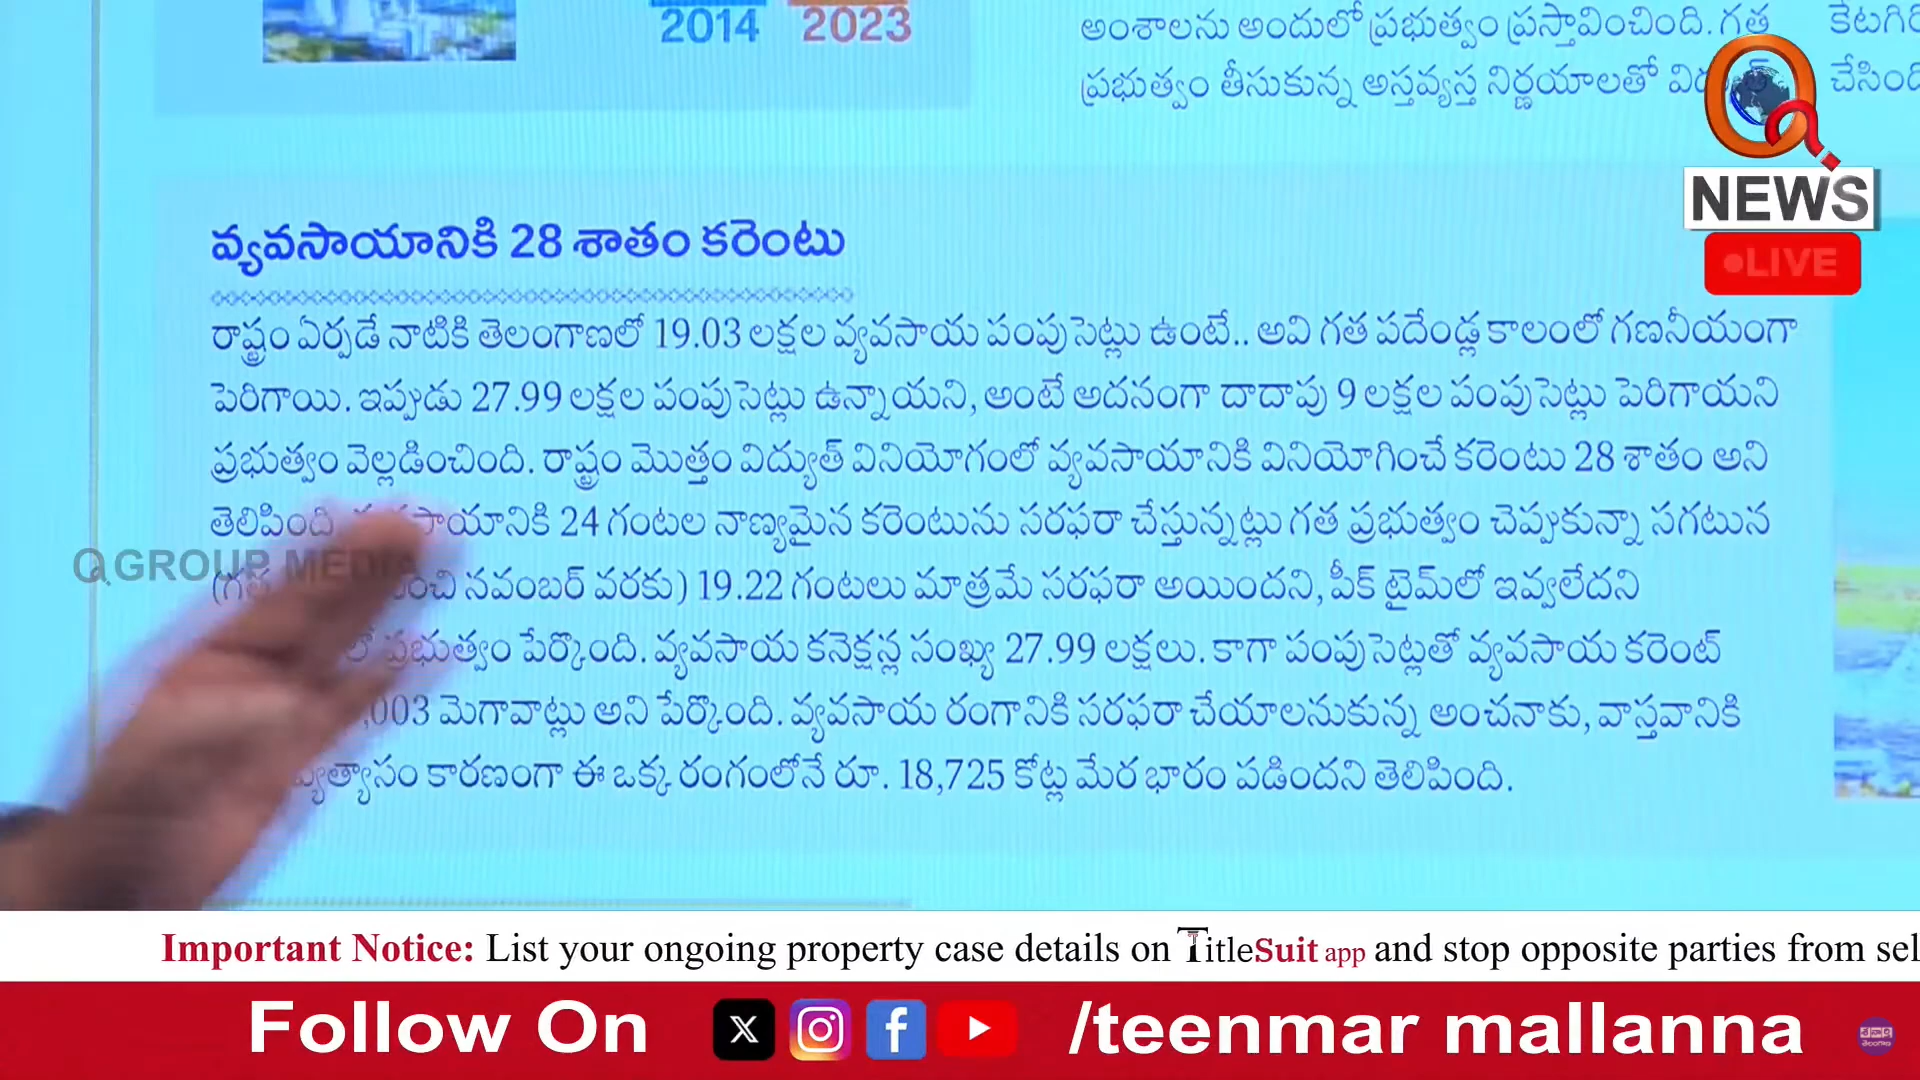 2014 2023
అంశాలను అందులో ప్రభుత్వం ప్రస్తావించింది. గత
ప్రభుత్వం తీసుకున్న అస్తవ్యస్త నిర్ణయాలతో
చేసింది
NEWS
LIVE
వ్యవసాయానికి 28 శాతం కరెంటు
రాష్ట్రం ఏర్పడే నాటికి తెలంగాణలో 19.03 లక్షల వ్యవసాయ పంపుసెట్లు ఉంటే.. అవి గత పదేండ్ల కాలంలో గణనీయంగా
పెరిగాయి. ఇప్పుడు 27.99 లక్షల పంపుసెట్లు ఉన్నాయని, అంటే అదనంగా దాదాపు 9 లక్షల పంపుసెట్లు పెరిగాయని
ప్రభుత్వం వెల్లడించింది. రాష్ట్రం మొత్తం విద్యుత్ వినియోగంలో వ్యవసాయానికి వినియోగించే కరెంటు 28 శాతం అని
తెలిపింది. 24 గంటల నాణ్యమైన కరెంటును సరఫరా చేస్తున్నట్లు గత ప్రభుత్వం చెప్పుకున్నా సగటున
నవంబర్ వరకు) 19.22 గంటలు మాత్రమే సరఫరా అయిందని, పీక్ టైమ్‌లో ఇవ్వలేదని
ప్రభుత్వం పేర్కొంది. వ్యవసాయ కనెక్షన్ల సంఖ్య 27.99 లక్షలు. కాగా పంపుసెట్లతో వ్యవసాయ కరెంట్
,003 మెగావాట్లు అని పేర్కొంది. వ్యవసాయ రంగానికి సరఫరా చేయాలనుకున్న అంచనాకు, వాస్తవానికి
కారణంగా ఈ ఒక్క రంగంలోనే రూ. 18,725 కోట్ల మేర భారం పడిందని తెలిపింది.
Q GROUP MEDIA
Important Notice: List your ongoing property case details on TitleSuit app and stop opposite parties from sel
Follow On /teenmar mallanna